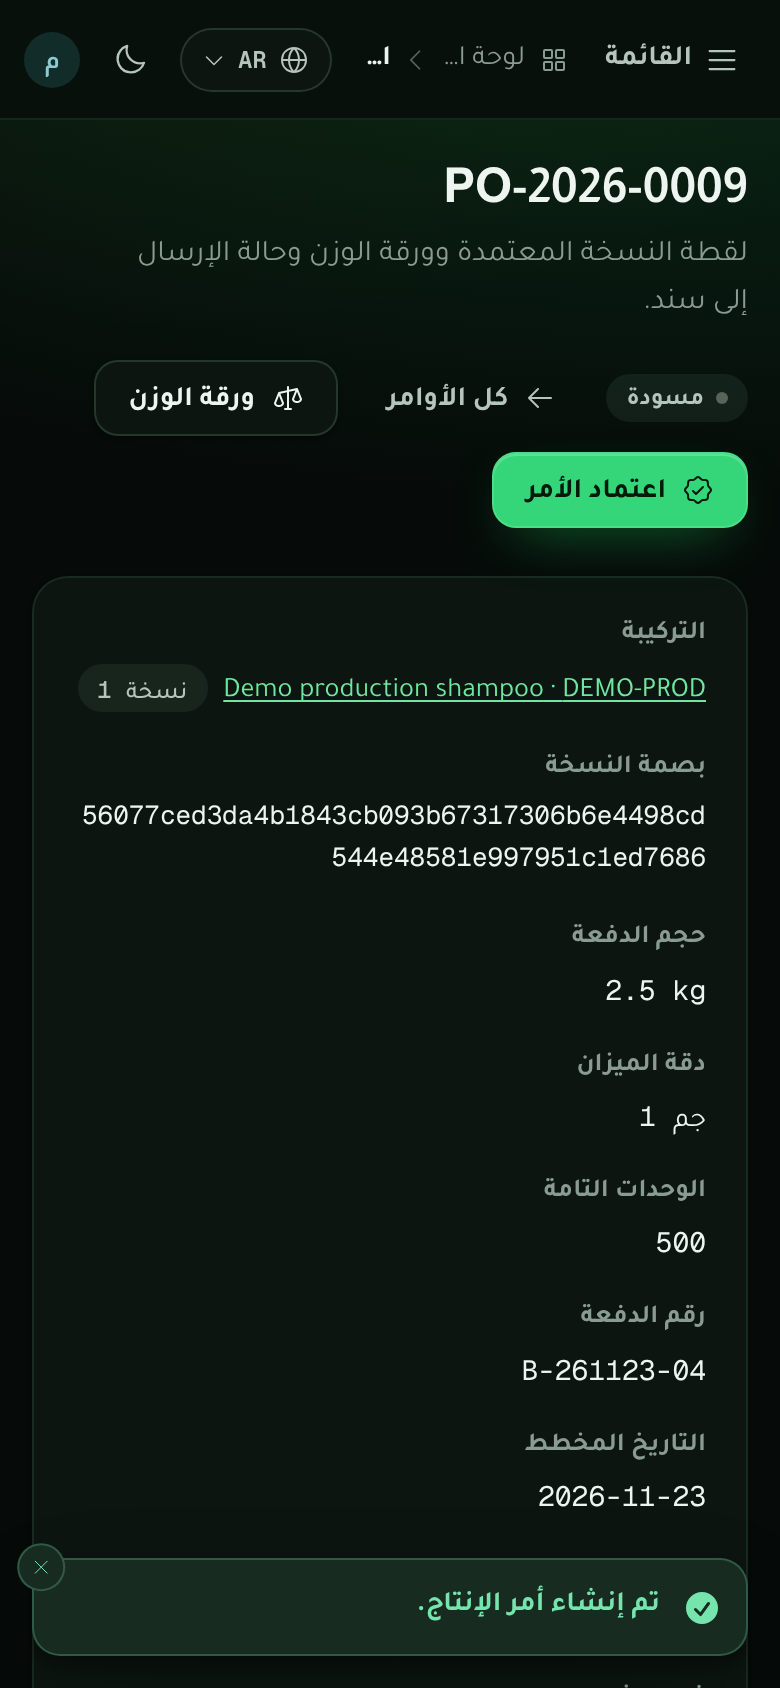 القائمة
لوحة ا...
ا...
AR
م
PO-2026-0009
لقطة النسخة المعتمدة وورقة الوزن وحالة الإرسال
إلى سند.
مسودة
كل الأوامر
ورقة الوزن
اعتماد الأمر
التركيبة
Demo production shampoo · DEMO-PROD
نسخة 1
بصمة النسخة
56077ced3da4b1843cb093b67317306b6e4498cd
544e48581e997951c1ed7686
حجم الدفعة
2.5 kg
دقة الميزان
جم 1
الوحدات التامة
500
رقم الدفعة
B-261123-04
التاريخ المخطط
2026-11-23
تم إنشاء أمر الإنتاج.